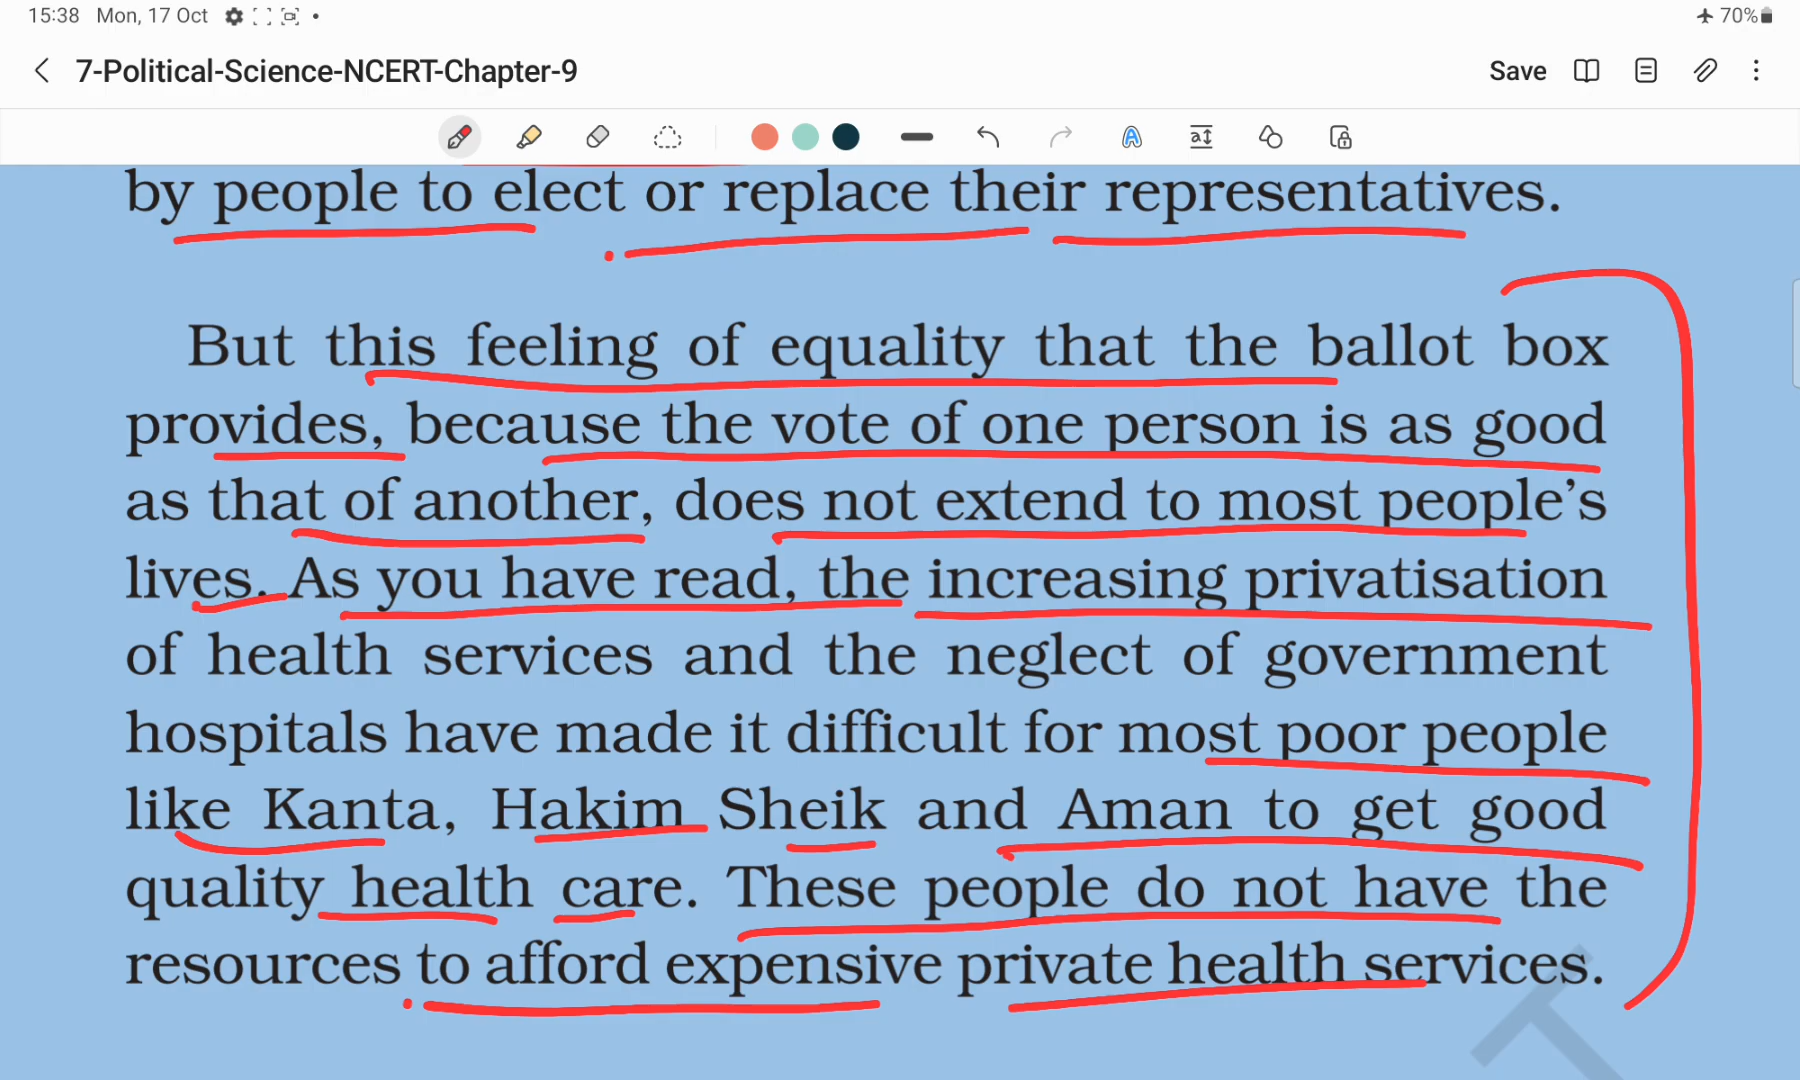 15:38 Mon, 17 Oct 70%
7-Political-Science-NCERT-Chapter-9 Save
by people to elect or replace their representatives.
But this feeling of equality that the ballot box
provides, because the vote of one person is as good
as that of another, does not extend to most people’s
lives. As you have read, the increasing privatisation
of health services and the neglect of government
hospitals have made it difficult for most poor people
like Kanta, Hakim Sheik and Aman to get good
quality health care. These people do not have the
resources to afford expensive private health services.